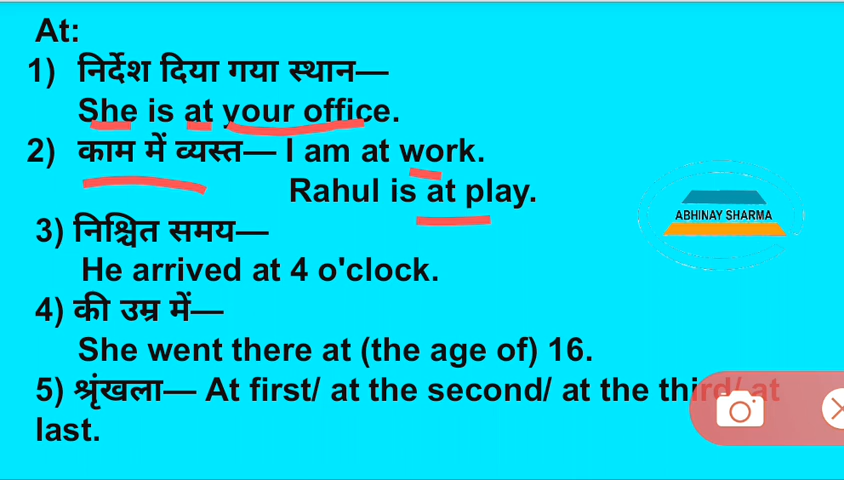 At:
1) निर्देश दिया गया स्थान—
She is at your office.
2) काम में व्यस्त— I am at work.
Rahul is at play.
ABHINAY SHARMA
3) निश्चित समय—
He arrived at 4 o'clock.
4) की उम्र में—
She went there at (the age of) 16.
5) श्रृंखला— At first/ at the second/ at the third/ at
last.